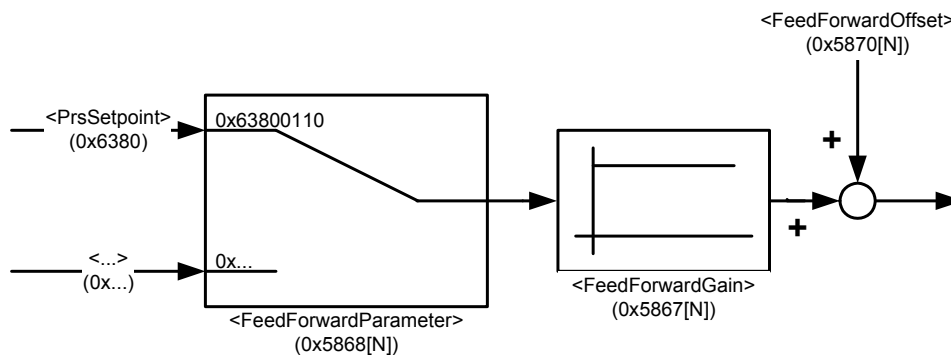 <FeedForwardOffset>
(0x5870[N])
+
<PrsSetpoint>
(0x6380)
0x63800110
+
<...>
(0x...)
0x...
<FeedForwardGain>
(0x5867[N])
<FeedForwardParameter>
(0x5868[N])